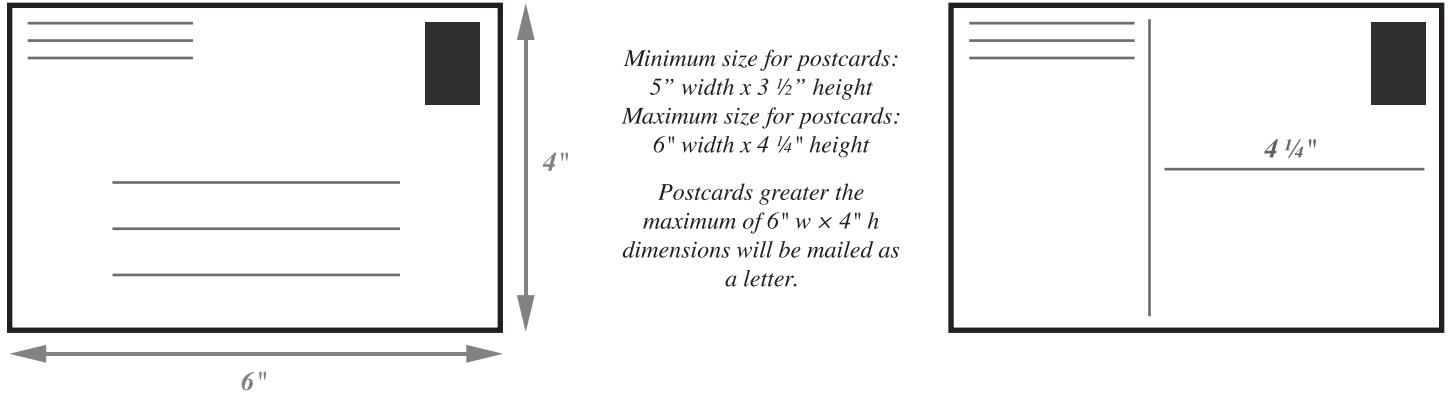 4"
6"
Minimum size for postcards:
5” width x 3 ½” height
Maximum size for postcards:
6" width x 4 ¼" height
Postcards greater the
maximum of 6" w × 4" h
dimensions will be mailed as
a letter.
4 ¼"